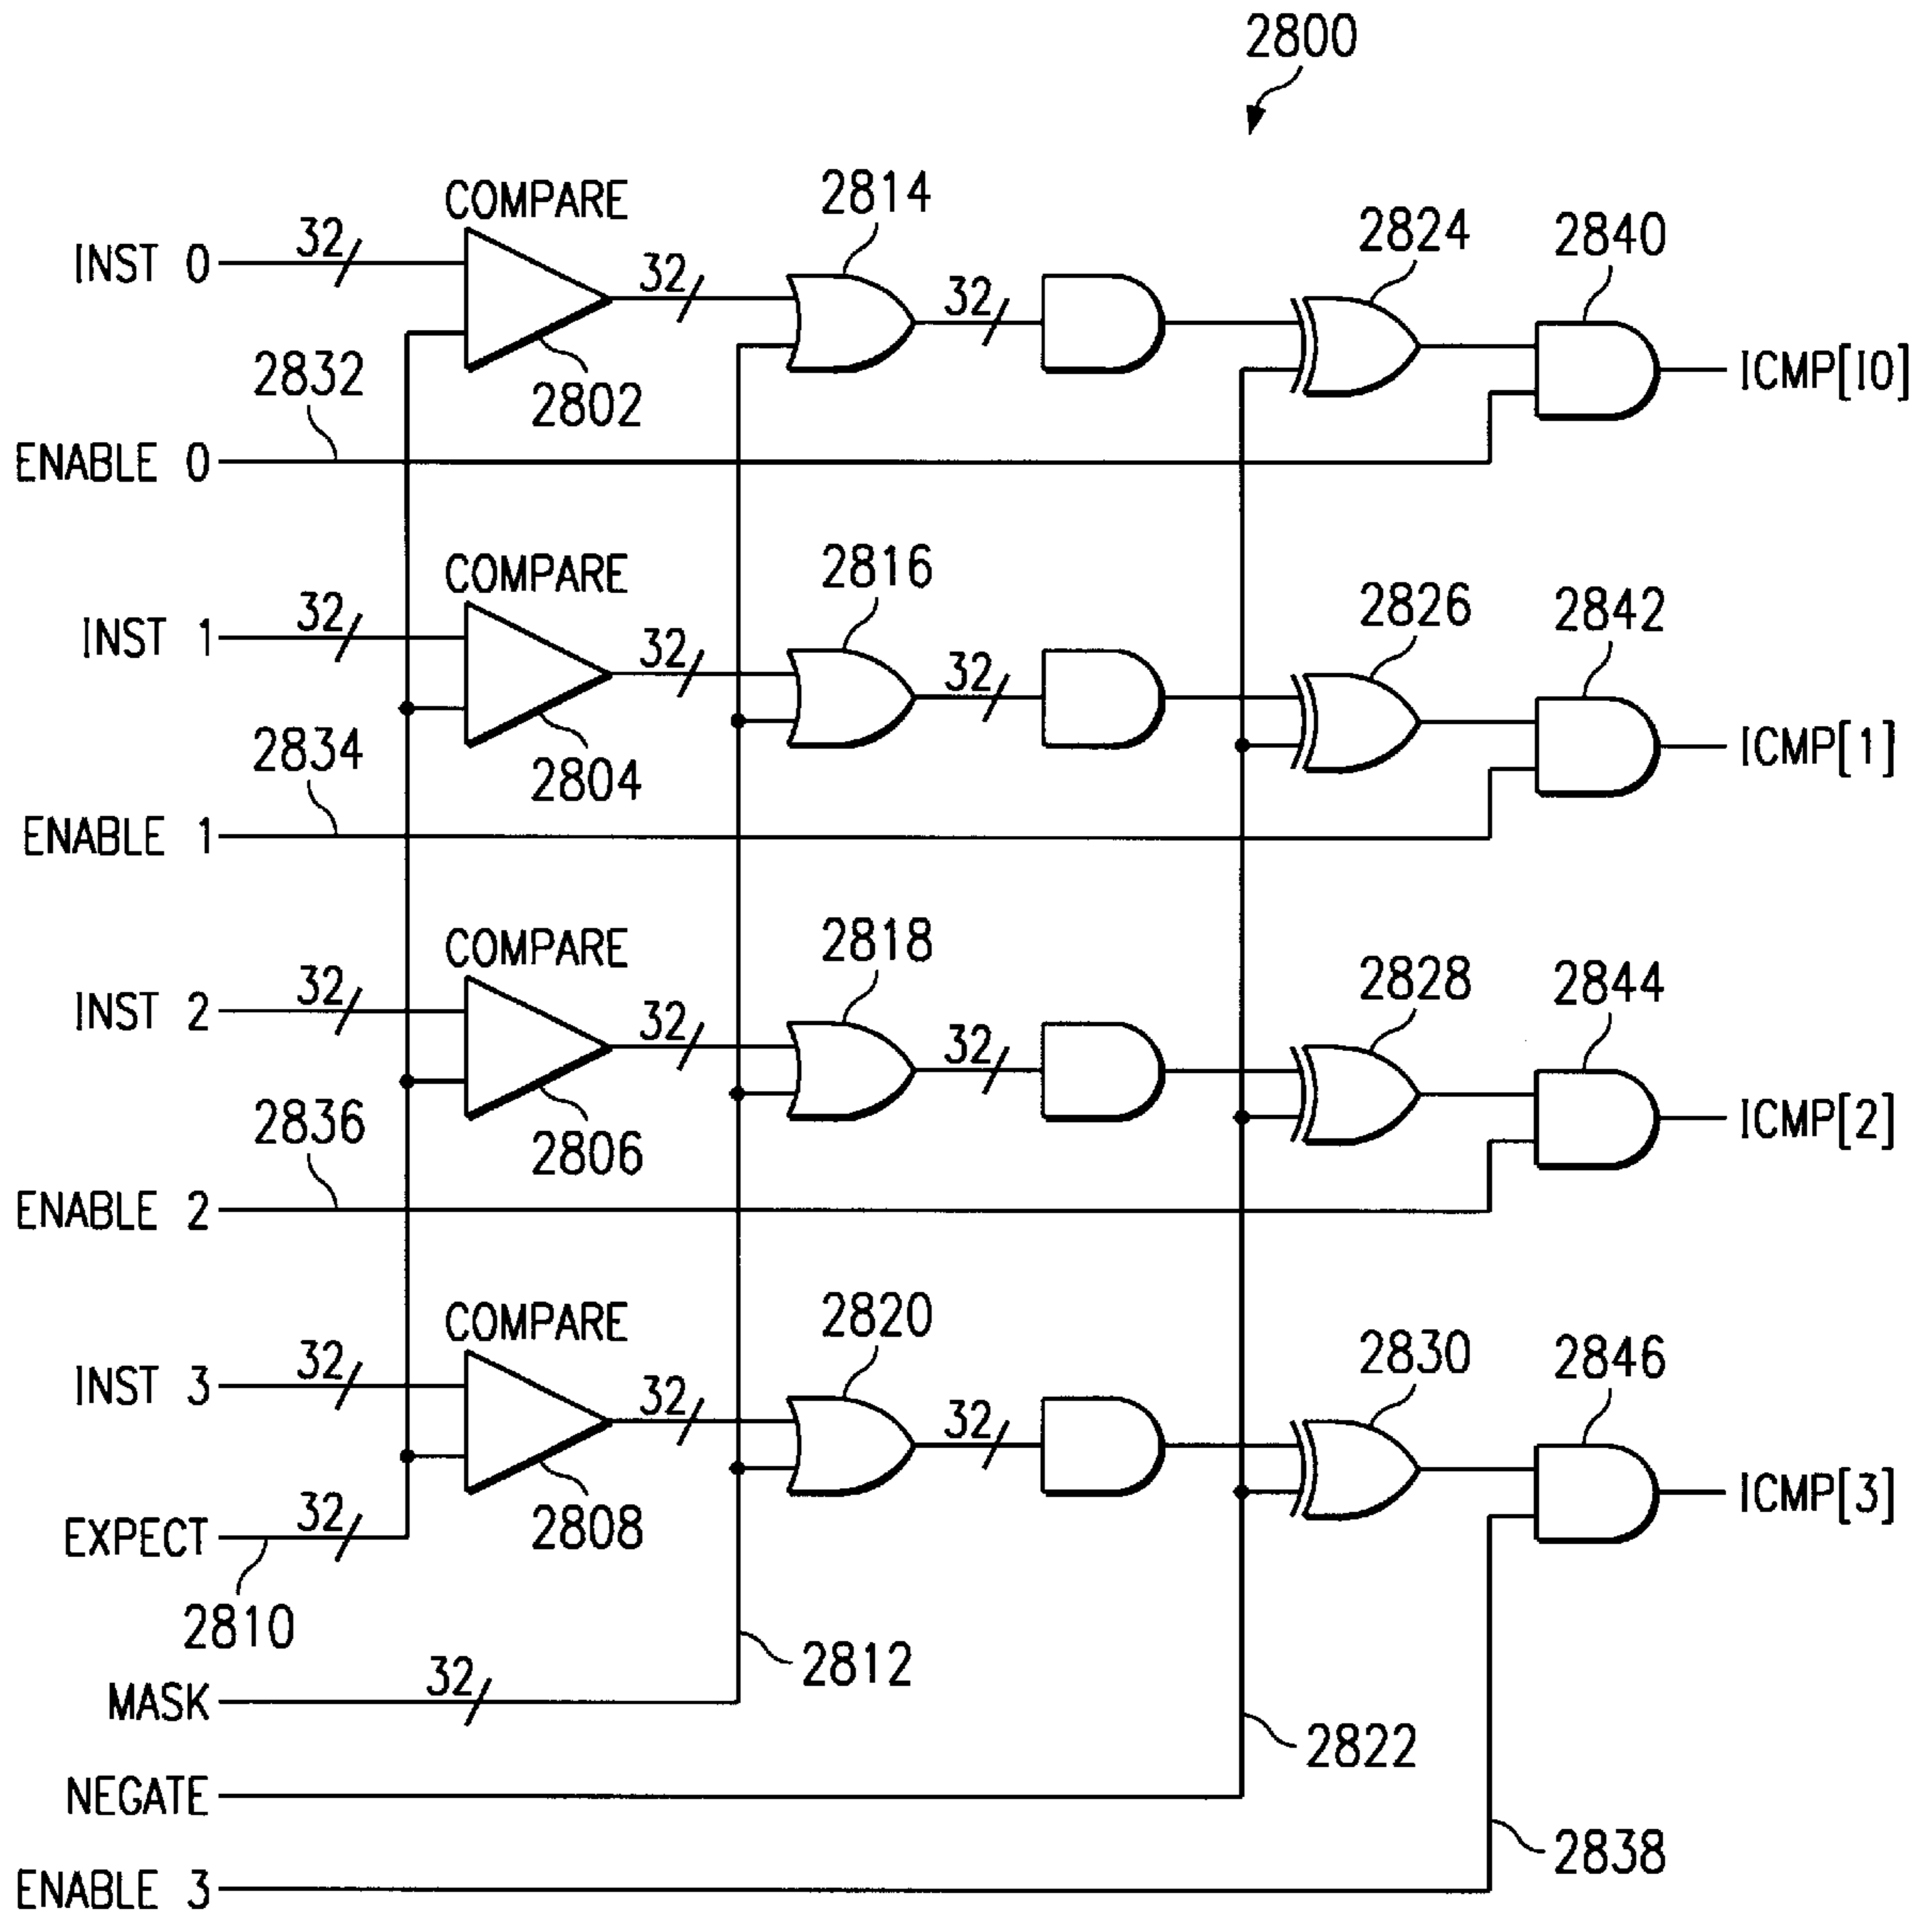 2800
COMPARE
2814
2824
2840
INST 0
32
32
32
ICMP[I0]
2832
2802
ENABLE 0
COMPARE
2816
2826
2842
INST 1
32
32
32
ICMP[1]
2834
2804
ENABLE 1
COMPARE
2818
2828
2844
INST 2
32
32
32
ICMP[2]
2836
2806
ENABLE 2
COMPARE
2820
2830
2846
INST 3
32
32
32
ICMP[3]
EXPECT
32
2808
2810
2812
MASK
32
2822
NEGATE
2838
ENABLE 3